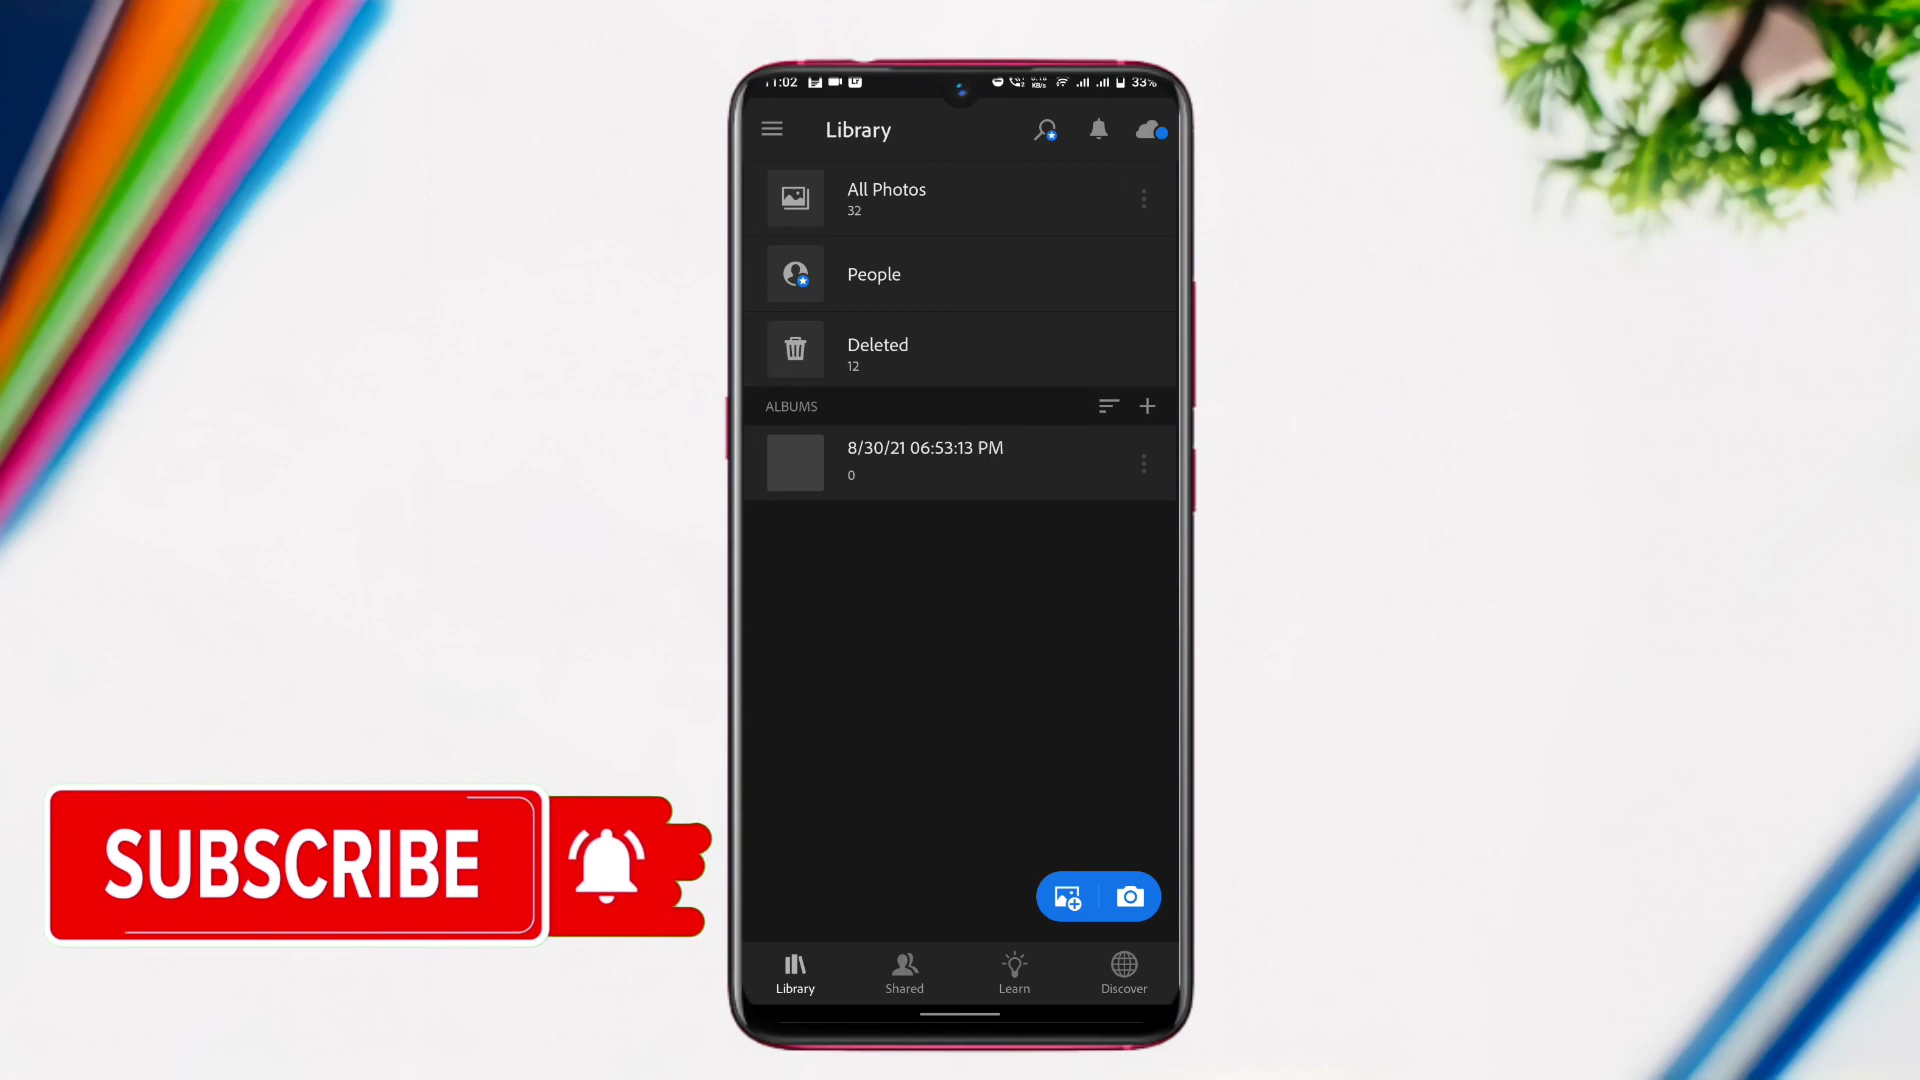 11:02
33%
Library
All Photos
32
People
Deleted
12
ALBUMS
8/30/21 06:53:13 PM
0
SUBSCRIBE
Library
Shared
Learn
Discover